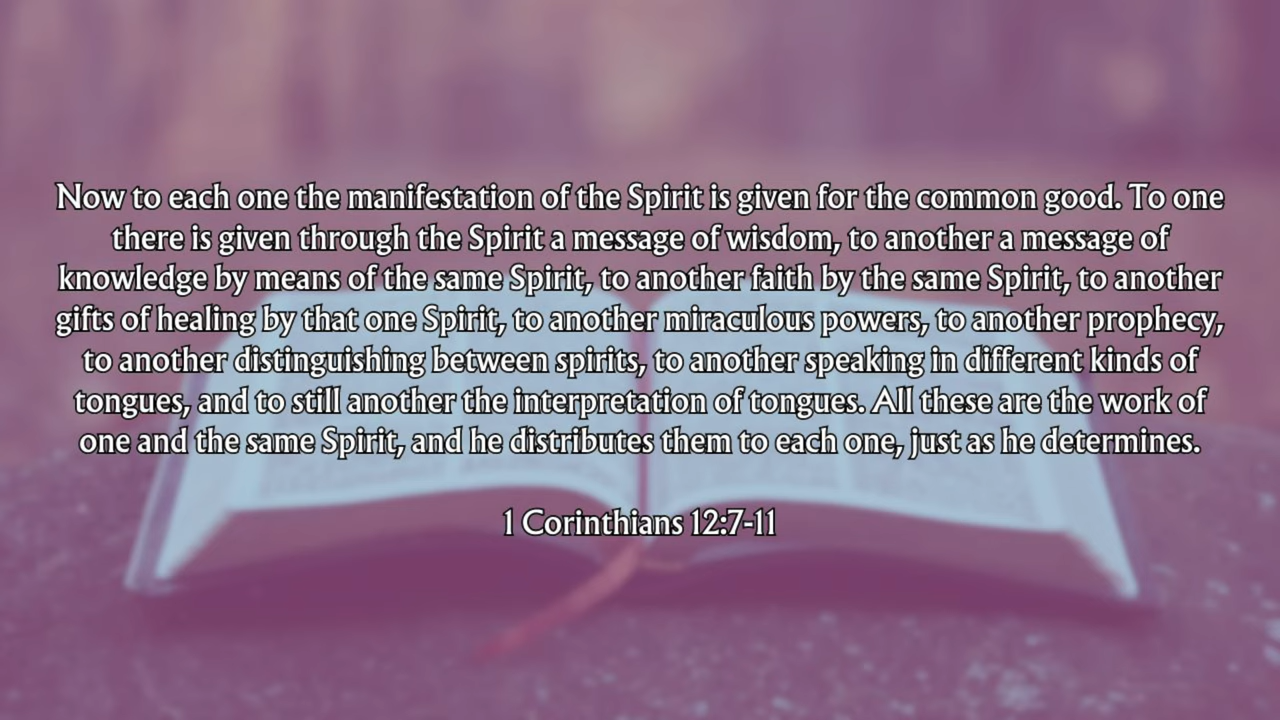 Now to each one the manifestation of the Spirit is given for the common good. To one
there is given through the Spirit a message of wisdom, to another a message of
knowledge by means of the same Spirit, to another faith by the same Spirit, to another
gifts of healing by that one Spirit, to another miraculous powers, to another prophecy,
to another distinguishing between spirits, to another speaking in different kinds of
tongues, and to still another the interpretation of tongues. All these are the work of
one and the same Spirit, and he distributes them to each one, just as he determines.
1 Corinthians 12:7-11